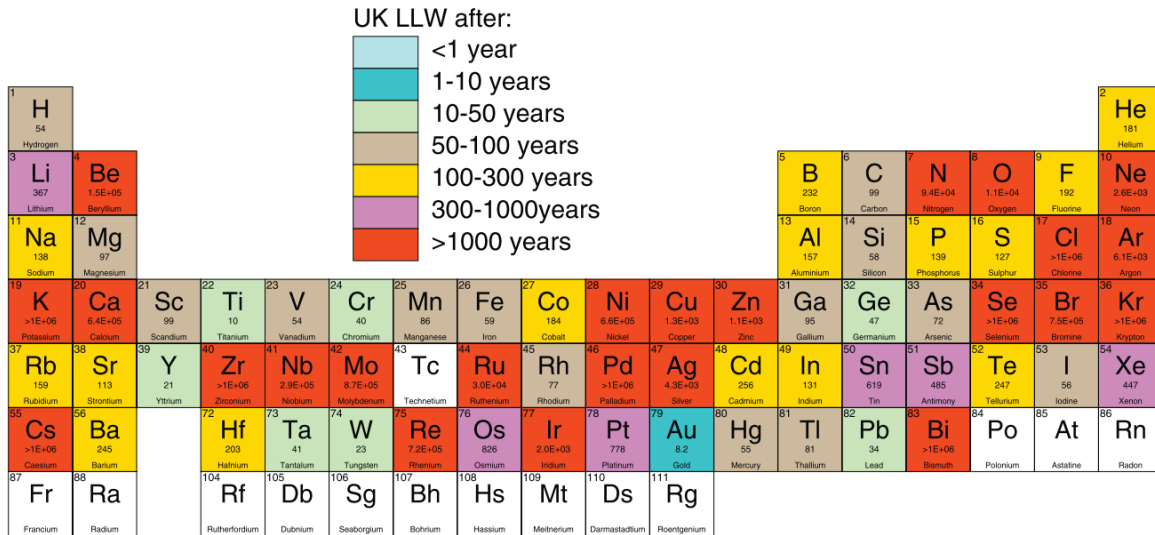 UK LLW after:
<1 year
1-10 years
10-50 years
50-100 years
100-300 years
300-1000years
>1000 years
1 2
H He
54 181
Hydrogen Helium
3 4 5 6 7 8 9 10
Li Be B C N O F Ne
367 1.5E+05 232 99 9.4E+04 1.1E+04 192 2.6E+03
Lithium Beryllium Boron Carbon Nitrogen Oxygen Fluorine Neon
11 12 13 14 15 16 17 18
Na Mg Al Si P S Cl Ar
138 97 157 58 139 127 >1E+06 6.1E+03
Sodium Magnesium Aluminium Silicon Phosphorus Sulphur Chlorine Argon
19 20 21 22 23 24 25 26 27 28 29 30 31 32 33 34 35 36
K Ca Sc Ti V Cr Mn Fe Co Ni Cu Zn Ga Ge As Se Br Kr
>1E+06 6.4E+05 99 10 54 40 86 59 184 6.6E+05 1.3E+03 1.1E+03 95 47 72 >1E+06 7.5E+05 >1E+06
Potassium Calcium Scandium Titanium Vanadium Chromium Manganese Iron Cobalt Nickel Copper Zinc Gallium Germanium Arsenic Selenium Bromine Krypton
37 38 39 40 41 42 43 44 45 46 47 48 49 50 51 52 53 54
Rb Sr Y Zr Nb Mo Tc Ru Rh Pd Ag Cd In Sn Sb Te I Xe
159 113 21 >1E+06 2.9E+05 8.7E+05 3.0E+04 77 >1E+06 4.3E+03 256 131 619 485 247 56 447
Rubidium Strontium Yttrium Zirconium Niobium Molybdenum Technetium Ruthenium Rhodium Palladium Silver Cadmium Indium Tin Antimony Tellurium Iodine Xenon
55 56 72 73 74 75 76 77 78 79 80 81 82 83 84 85 86
Cs Ba Hf Ta W Re Os Ir Pt Au Hg Tl Pb Bi Po At Rn
>1E+06 245 203 41 23 7.2E+05 826 2.0E+03 778 8.2 55 81 34 >1E+06
Caesium Barium Hafnium Tantalum Tungsten Rhenium Osmium Iridium Platinum Gold Mercury Thallium Lead Bismuth Polonium Astatine Radon
87 88 104 105 106 107 108 109 110 111
Fr Ra Rf Db Sg Bh Hs Mt Ds Rg
Francium Radium Rutherfordium Dubnium Seaborgium Bohrium Hassium Meitnerium Darmastadtium Roentgenium